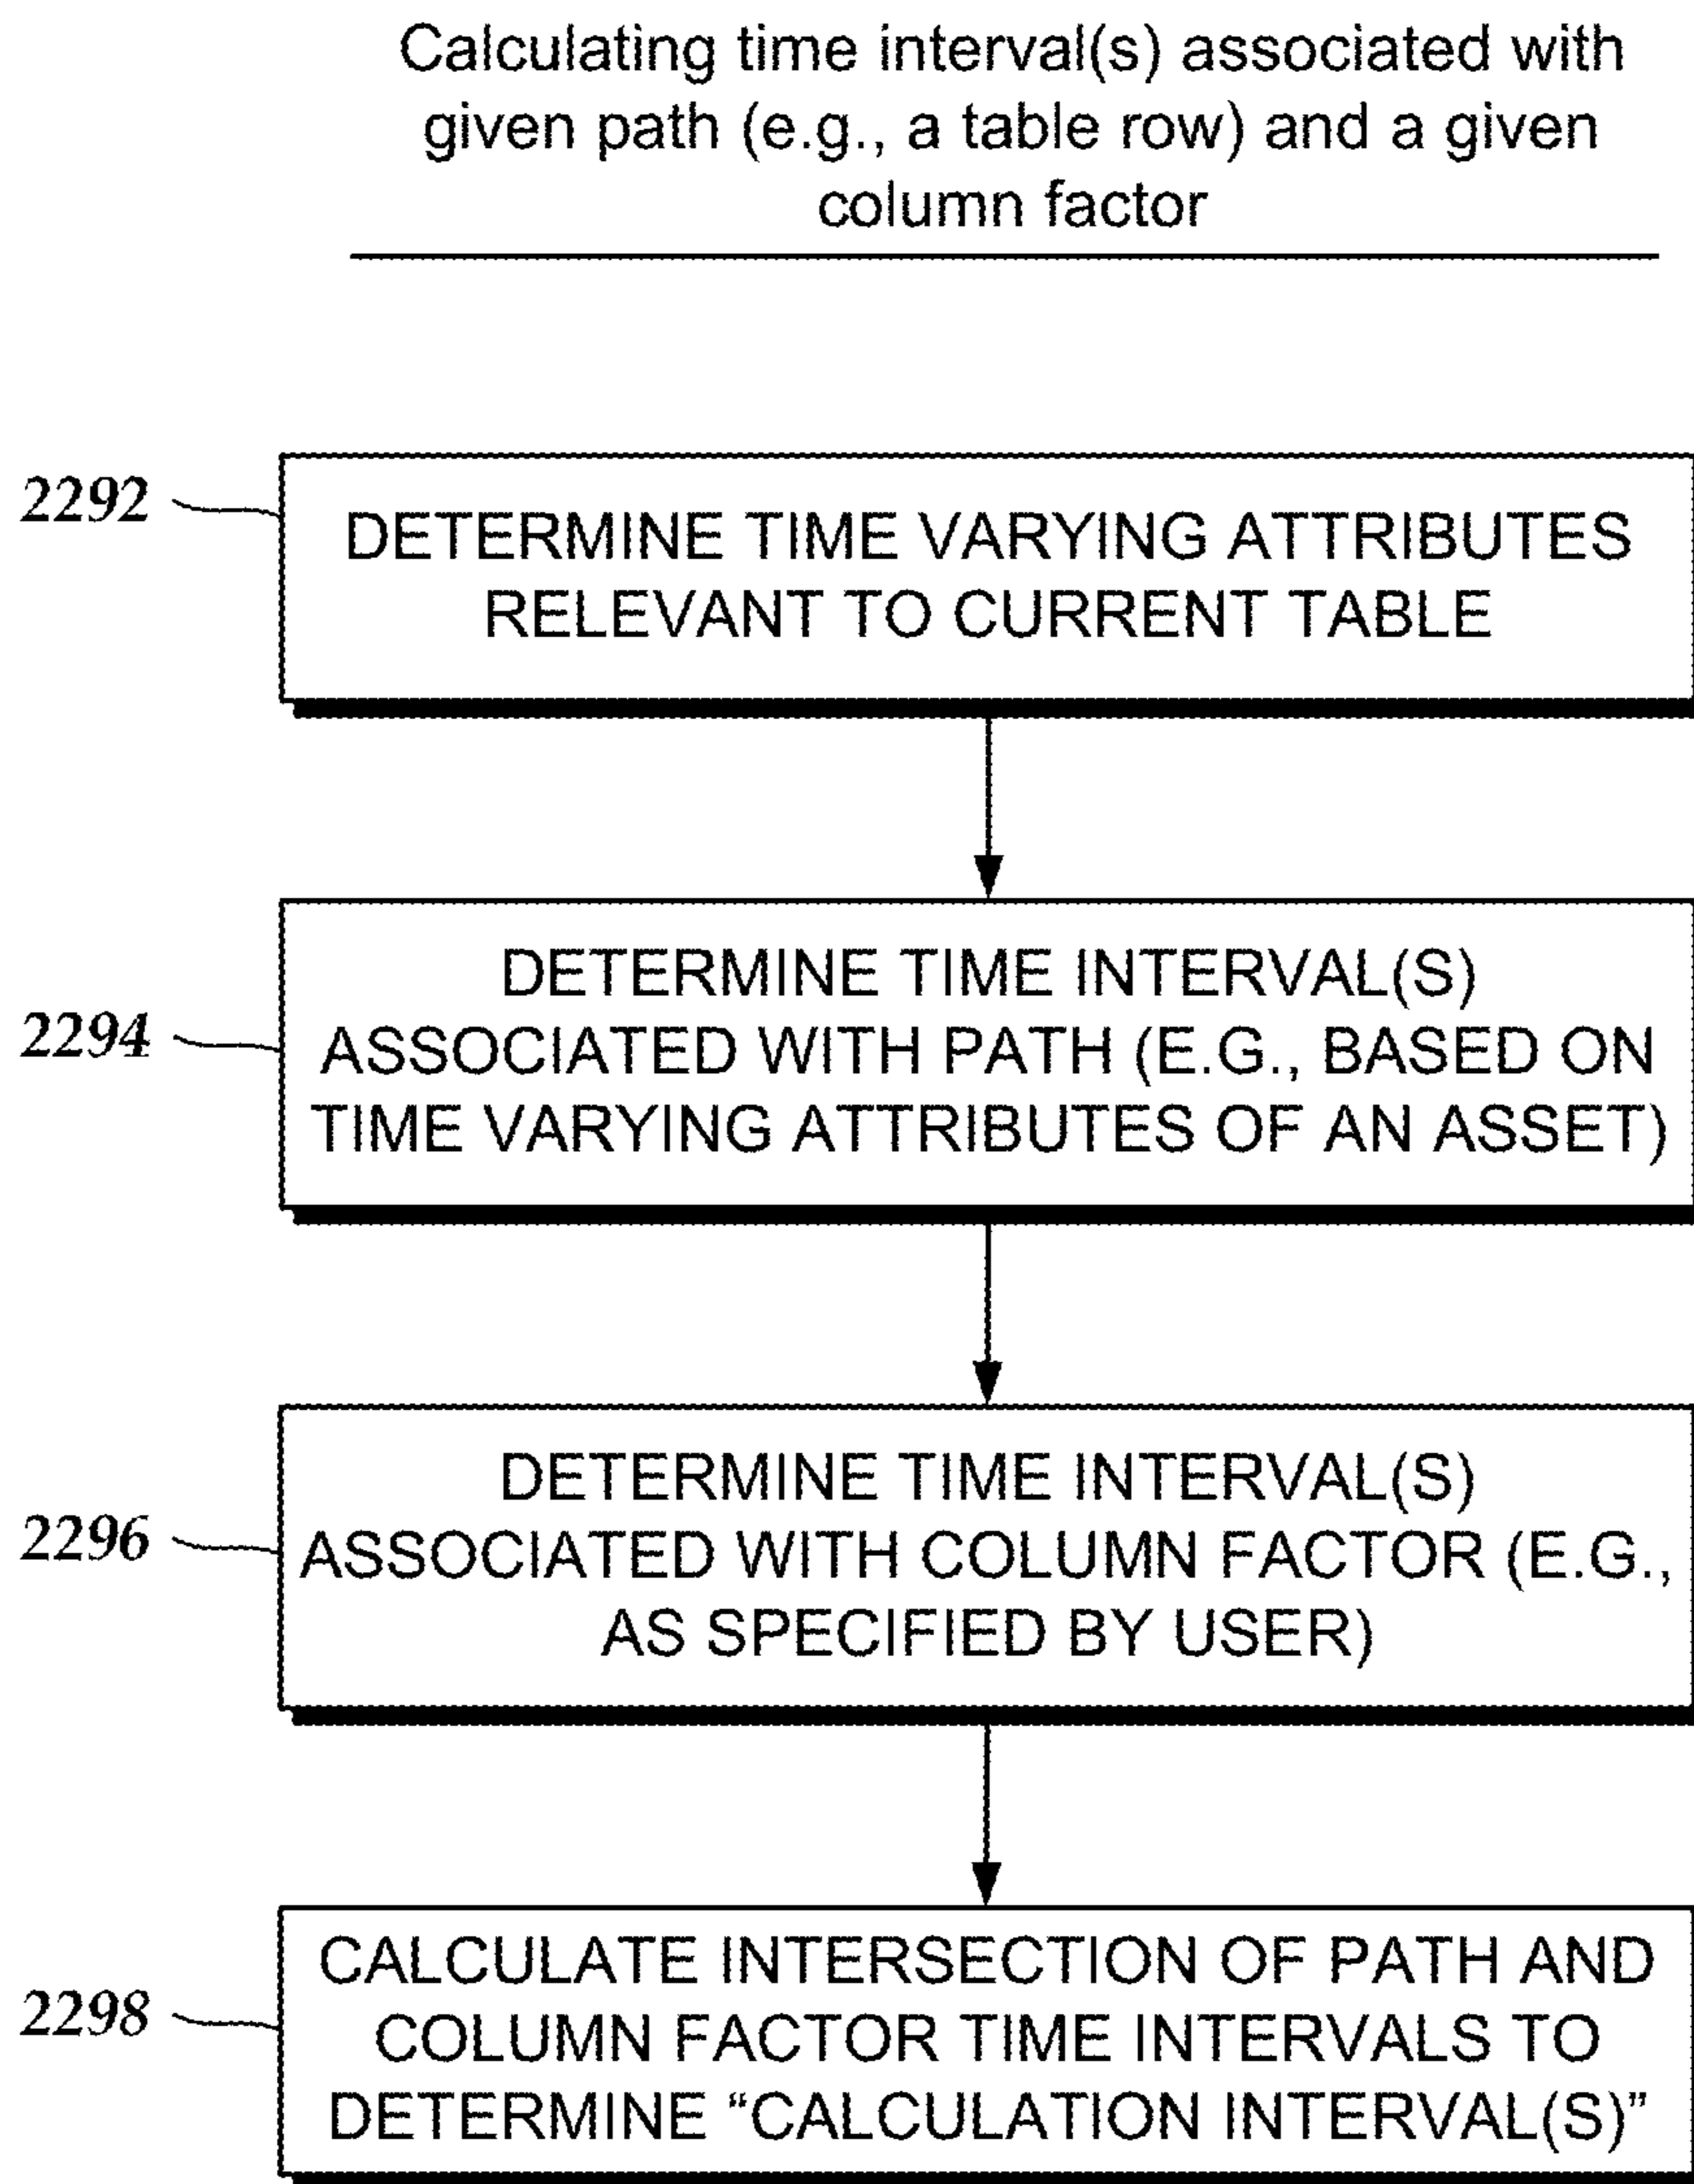 Calculating time interval(s) associated with
given path (e.g., a table row) and a given
column factor
2292
DETERMINE TIME VARYING ATTRIBUTES
RELEVANT TO CURRENT TABLE
2294
DETERMINE TIME INTERVAL(S)
ASSOCIATED WITH PATH (E.G., BASED ON
TIME VARYING ATTRIBUTES OF AN ASSET)
2296
DETERMINE TIME INTERVAL(S)
ASSOCIATED WITH COLUMN FACTOR (E.G.,
AS SPECIFIED BY USER)
2298
CALCULATE INTERSECTION OF PATH AND
COLUMN FACTOR TIME INTERVALS TO
DETERMINE “CALCULATION INTERVAL(S)”